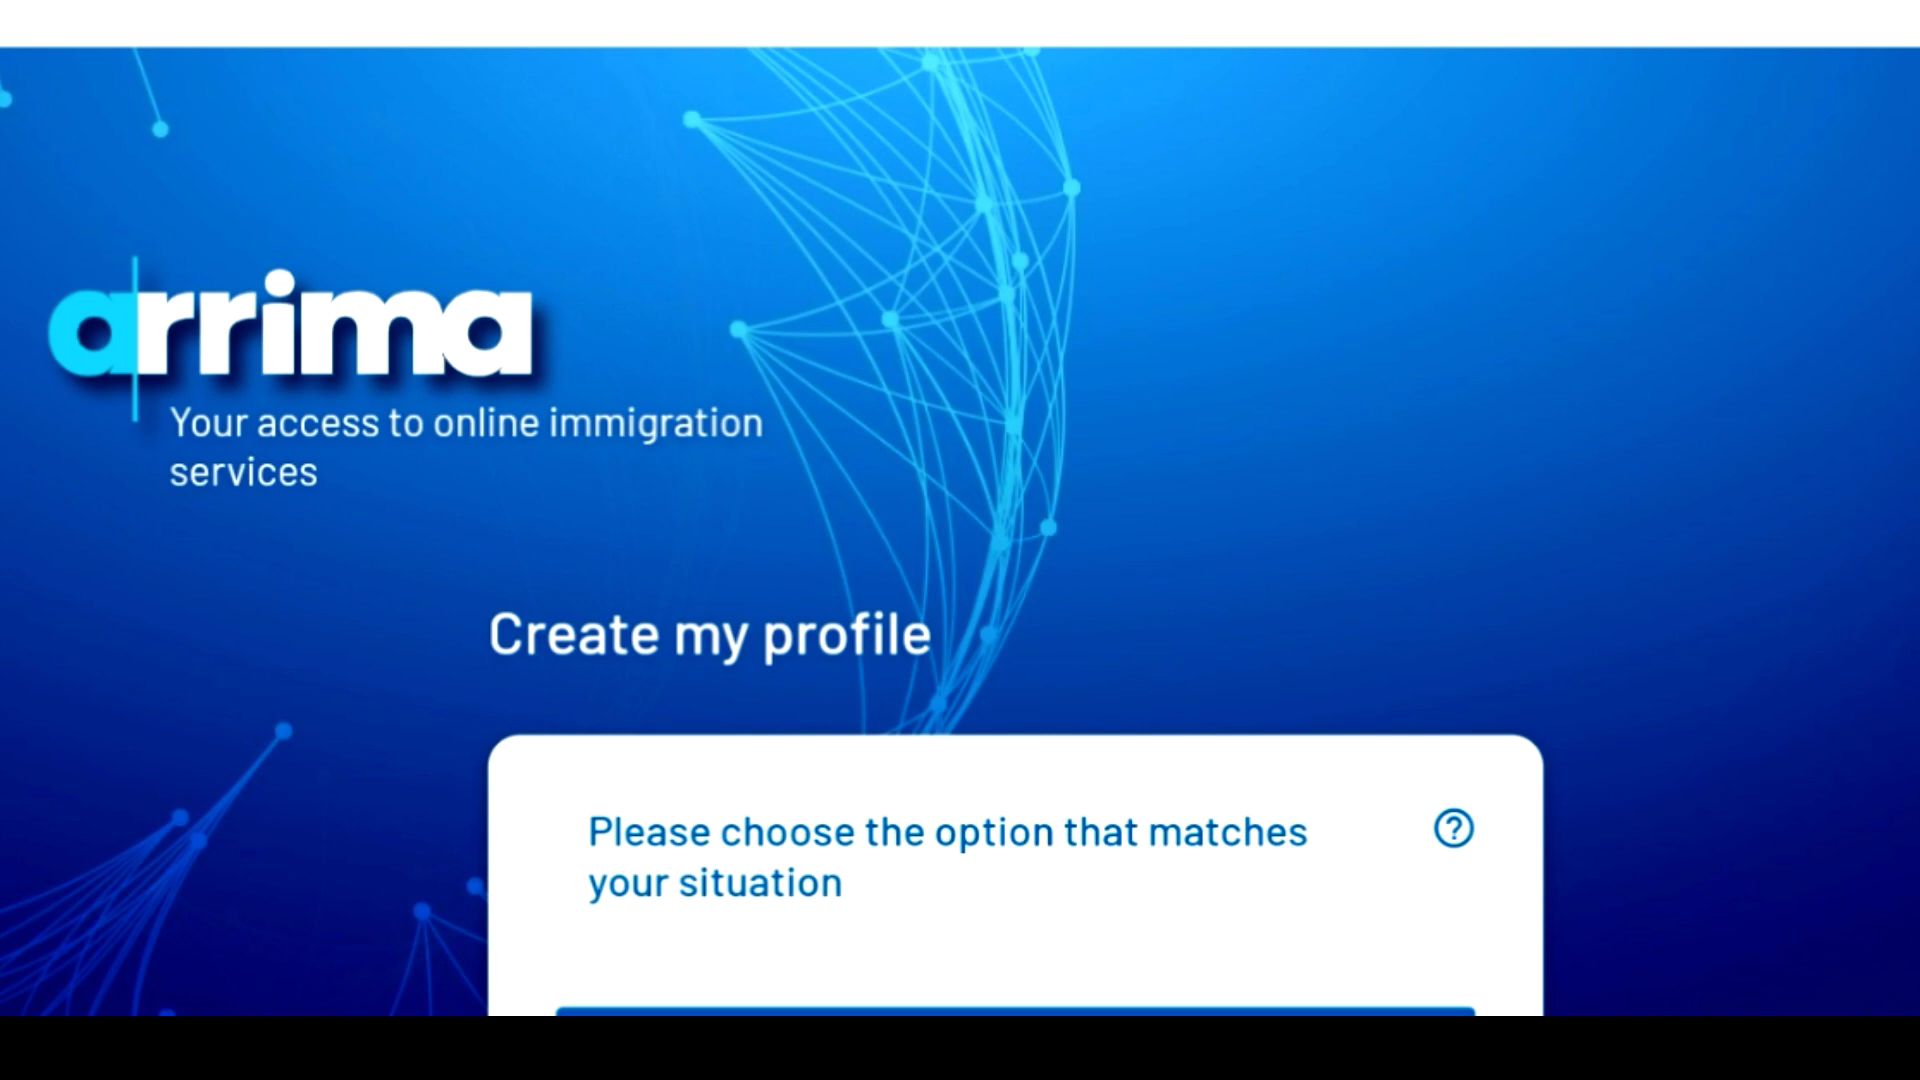 arrima
Your access to online immigration
services
Create my profile
Please choose the option that matches
your situation